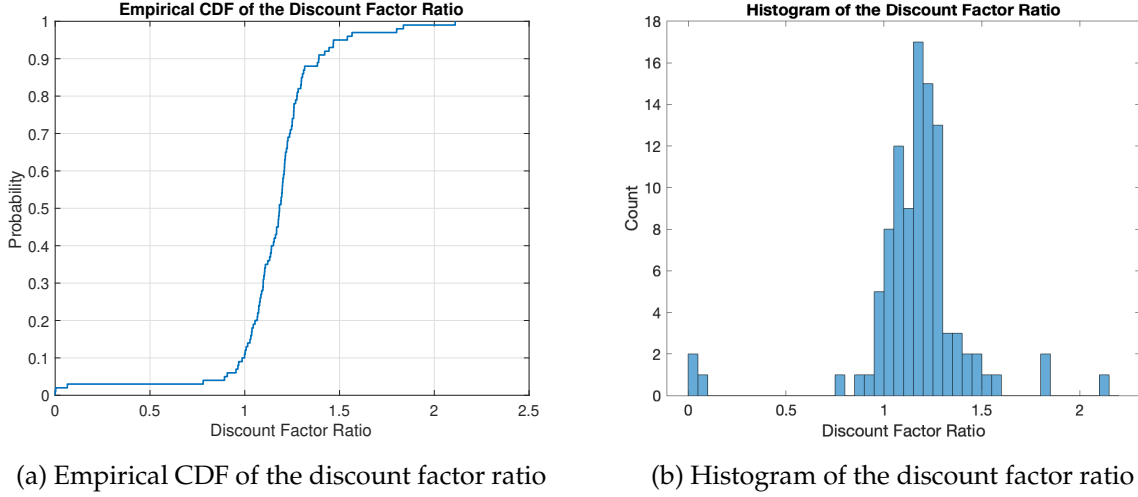 Empirical CDF of the Discount Factor Ratio
1
0.9
0.8
0.7
0.6
0.5
0.4
0.3
0.2
0.1
0
Probability
0 0.5 1 1.5 2 2.5
Discount Factor Ratio
(a) Empirical CDF of the discount factor ratio
Histogram of the Discount Factor Ratio
18
16
14
12
10
8
6
4
2
0
Count
0 0.5 1 1.5 2
Discount Factor Ratio
(b) Histogram of the discount factor ratio